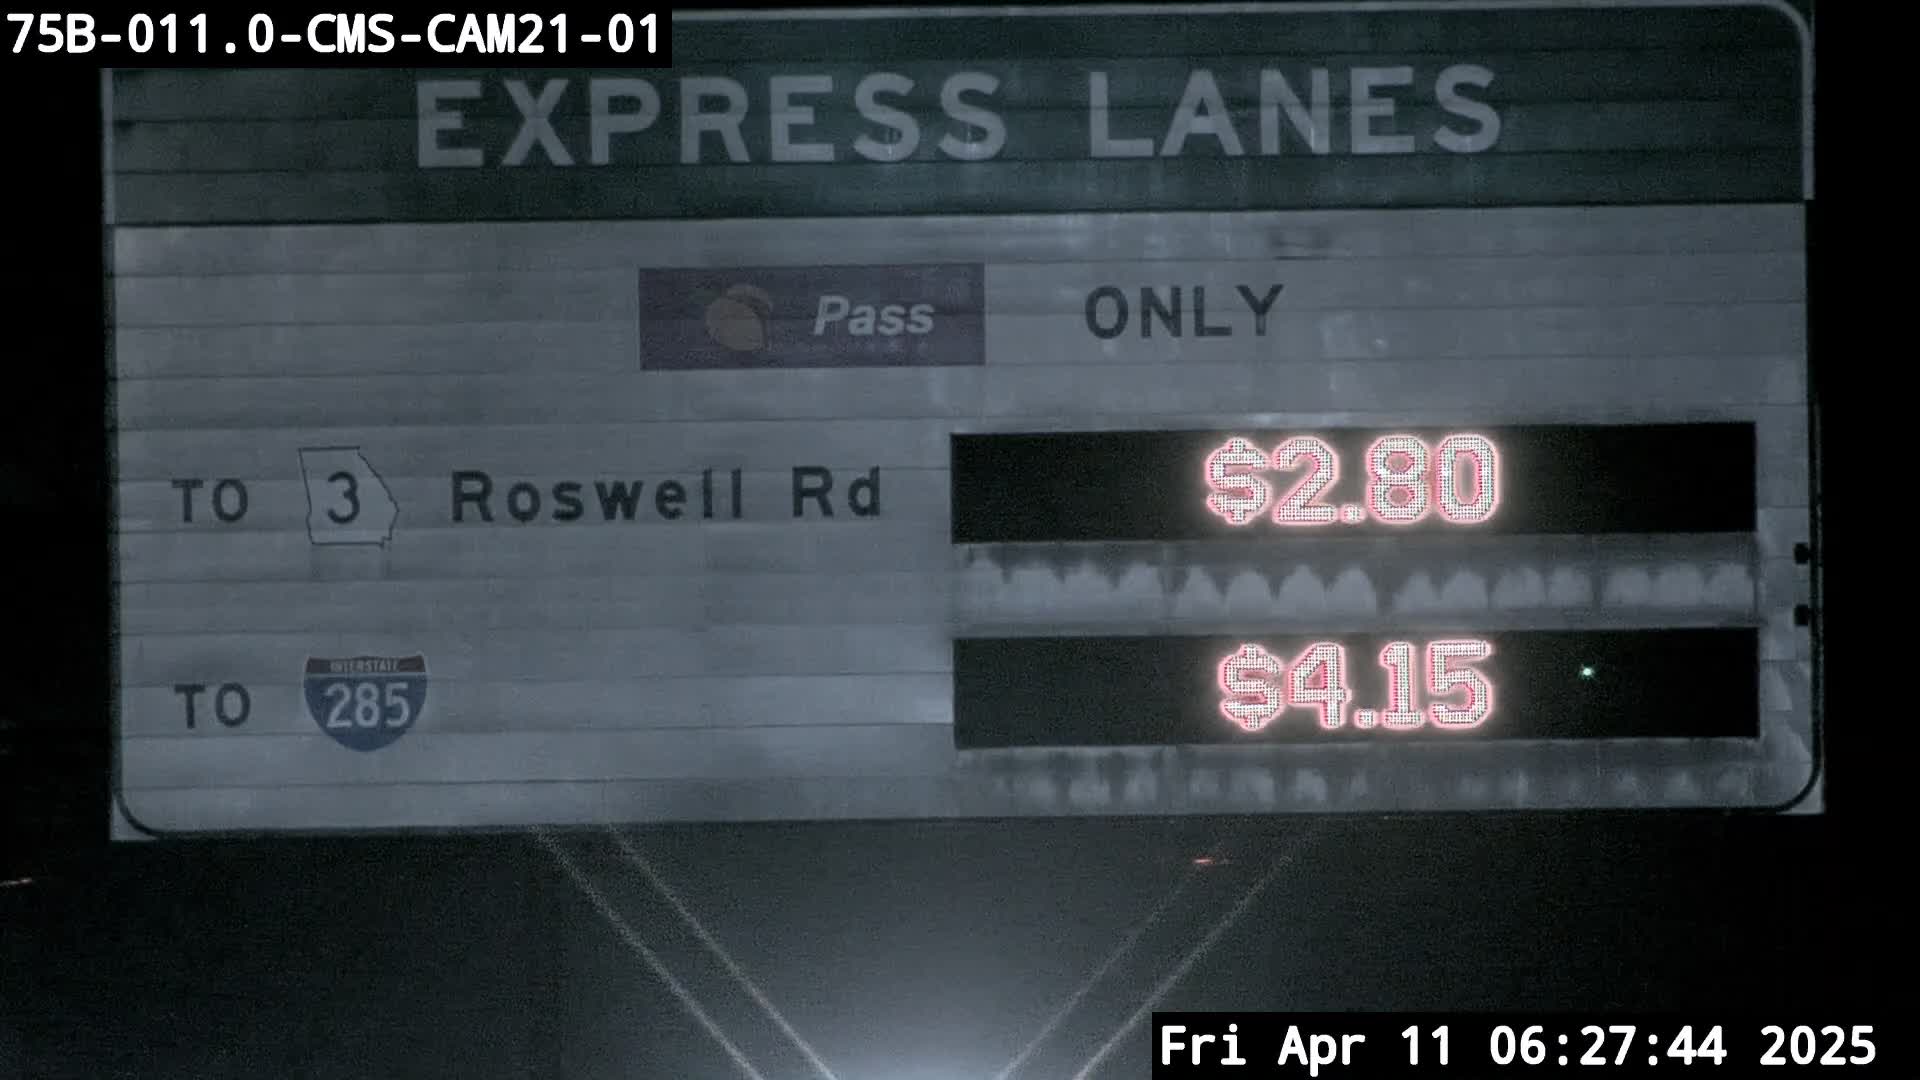 75B-011.0-CMS-CAM21-01
EXPRESS LANES
Pass ONLY
TO 3 Roswell Rd $2.80
INTERSTATE
TO 285 $4.15
Fri Apr 11 06:27:44 2025